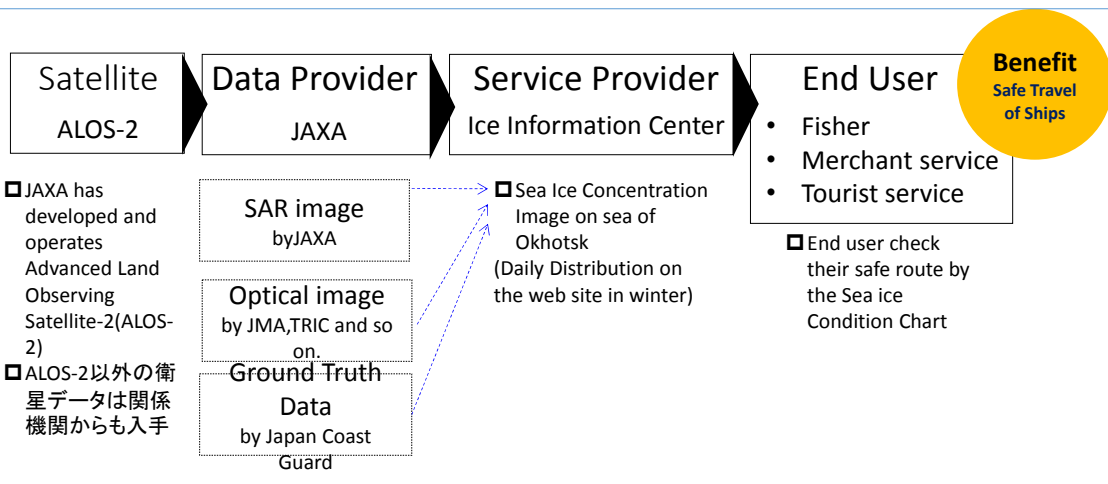 Satellite
ALOS-2
Data Provider
JAXA
Service Provider
Ice Information Center
End User
• Fisher
• Merchant service
• Tourist service
Benefit
Safe Travel
of Ships
JAXA has
developed and
operates
Advanced Land
Observing
Satellite-2(ALOS-
2)
ALOS-2以外の衛
星データは関係
機関からも入手
SAR image
byJAXA
Optical image
by JMA,TRIC and so
on.
Ground Truth
Data
by Japan Coast
Guard
Sea Ice Concentration
Image on sea of
Okhotsk
(Daily Distribution on
the web site in winter)
End user check
their safe route by
the Sea ice
Condition Chart